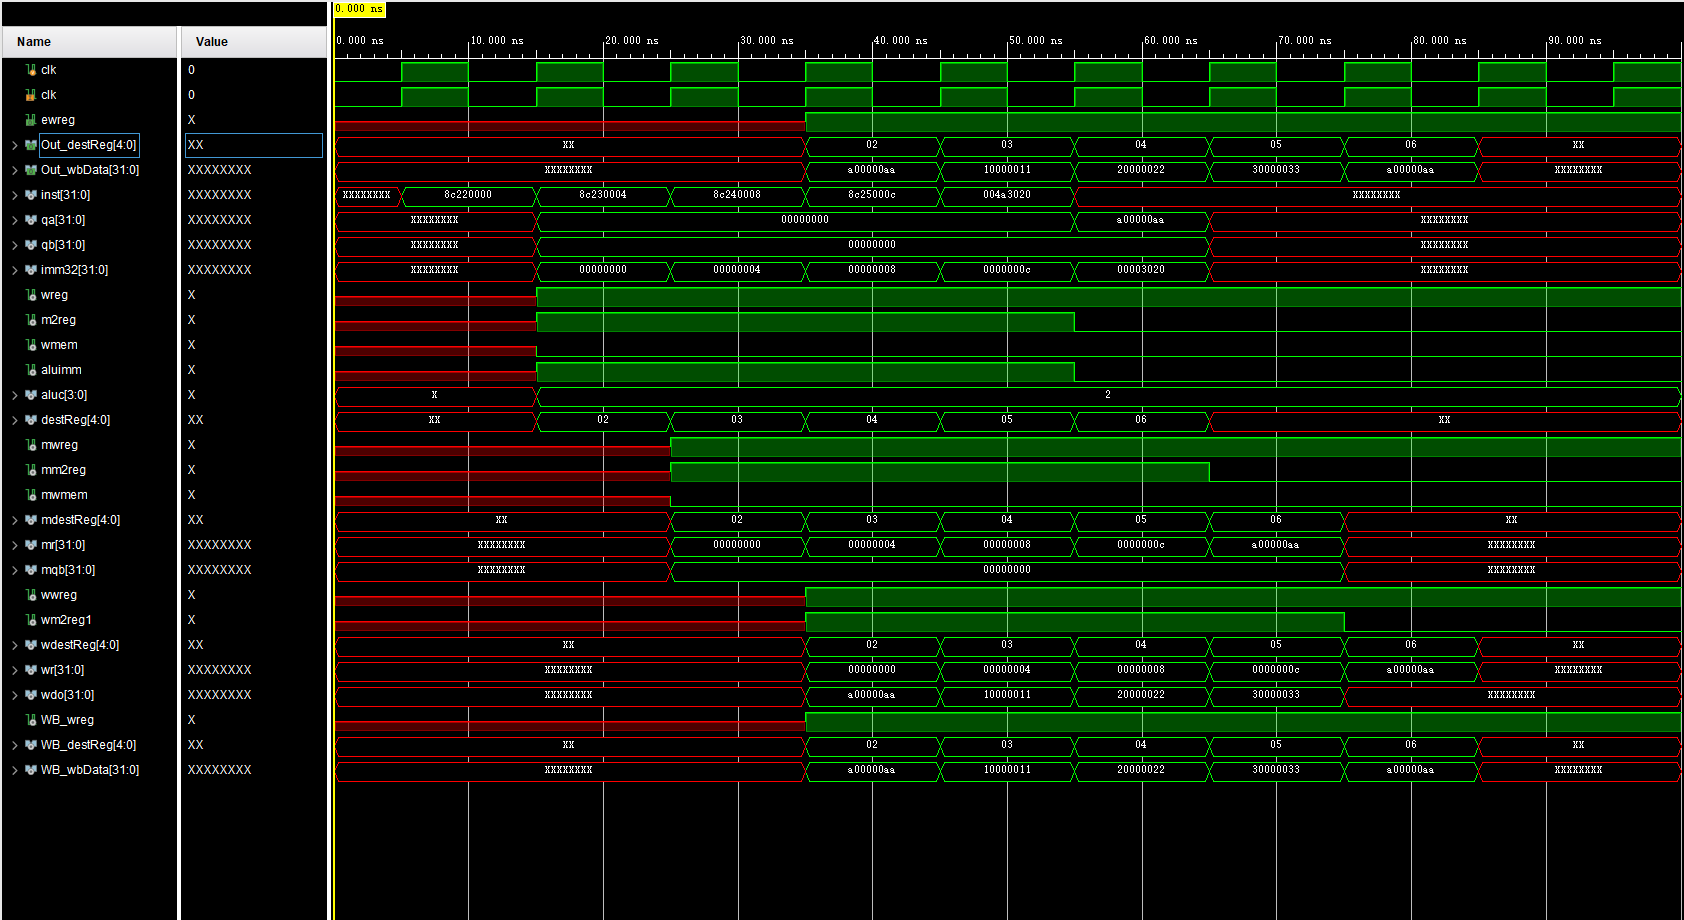 0.000 ns
Name Value 0.000 ns 10.000 ns 20.000 ns 30.000 ns 40.000 ns 50.000 ns 60.000 ns 70.000 ns 80.000 ns 90.000 ns
clk 0
clk 0
ewreg X
Out_destReg[4:0] XX XX 02 03 04 05 06 XX
Out_wbData[31:0] XXXXXXXX XXXXXXXX a00000aa 10000011 20000022 30000033 a00000aa XXXXXXXX
inst[31:0] XXXXXXXX XXXXXXXX 8c220000 8c230004 8c240008 8c25000c 004a3020 XXXXXXXX
qa[31:0] XXXXXXXX XXXXXXXX 00000000 a00000aa XXXXXXXX
qb[31:0] XXXXXXXX XXXXXXXX 00000000 XXXXXXXX
imm32[31:0] XXXXXXXX XXXXXXXX 00000000 00000004 00000008 0000000c 00003020 XXXXXXXX
wreg X
m2reg X
wmem X
aluimm X
aluc[3:0] X X 2
destReg[4:0] XX XX 02 03 04 05 06 XX
mwreg X
mm2reg X
mwmem X
mdestReg[4:0] XX XX 02 03 04 05 06 XX
mr[31:0] XXXXXXXX XXXXXXXX 00000000 00000004 00000008 0000000c a00000aa XXXXXXXX
mqb[31:0] XXXXXXXX XXXXXXXX 00000000 XXXXXXXX
wwreg X
wm2reg1 X
wdestReg[4:0] XX XX 02 03 04 05 06 XX
wr[31:0] XXXXXXXX XXXXXXXX 00000000 00000004 00000008 0000000c a00000aa XXXXXXXX
wdo[31:0] XXXXXXXX XXXXXXXX a00000aa 10000011 20000022 30000033 XXXXXXXX
WB_wreg X
WB_destReg[4:0] XX XX 02 03 04 05 06 XX
WB_wbData[31:0] XXXXXXXX XXXXXXXX a00000aa 10000011 20000022 30000033 a00000aa XXXXXXXX